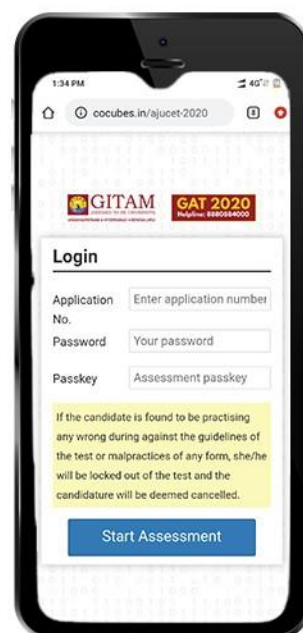 1:34 PM 4G
cocubes.in/ajucet-2020 8
GITAM GAT 2020
Helpline: 8880884000
Login
Application No. Enter application number
Password Your password
Passkey Assessment passkey
If the candidate is found to be practising
any wrong during against the guidelines of
the test or malpractices of any form, she/he
will be locked out of the test and the
candidature will be deemed cancelled.
Start Assessment